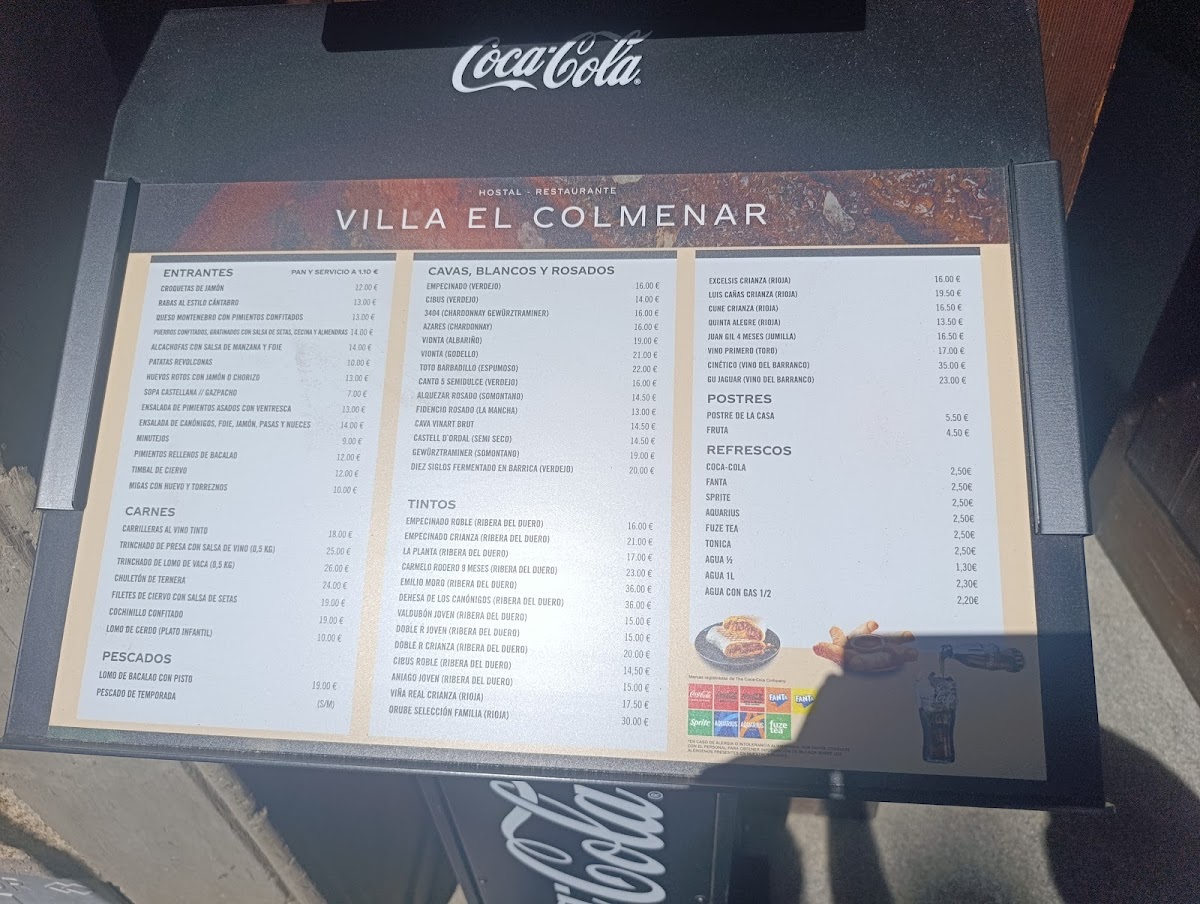 Coca-Cola
HOSTAL - RESTAURANTE
VILLA EL COLMENAR
ENTRANTES PAN Y SERVICIO A 1.10 €
CROQUETAS DE JAMÓN 12.00 €
RABAS AL ESTILO CÁNTABRO 13.00 €
QUESO MONTENEBRO CON PIMIENTOS CONFITADOS 13.00 €
PUERROS CONFITADOS, GRATINADOS CON SALSA DE SETAS, CECINA Y ALMENDRAS 14.00 €
ALCACHOFAS CON SALSA DE MANZANA Y FOIE 14.00 €
PATATAS REVOLCONAS 10.00 €
HUEVOS ROTOS CON JAMÓN O CHORIZO 13.00 €
SOPA CASTELLANA // GAZPACHO 7.00 €
ENSALADA DE PIMIENTOS ASADOS CON VENTRESCA 13.00 €
ENSALADA DE CANÓNIGOS, FOIE, JAMÓN, PASAS Y NUECES 14.00 €
MINUTEJOS 9.00 €
PIMIENTOS RELLENOS DE BACALAO 12.00 €
TIMBAL DE CIERVO 12.00 €
MIGAS CON HUEVO Y TORREZNOS 10.00 €
CARNES
CARRILLERAS AL VINO TINTO 18.00 €
TRINCHADO DE PRESA CON SALSA DE VINO (0,5 KG) 25.00 €
TRINCHADO DE LOMO DE VACA (0,5 KG) 26.00 €
CHULETÓN DE TERNERA 24.00 €
FILETES DE CIERVO CON SALSA DE SETAS 19.00 €
COCHINILLO CONFITADO 19.00 €
LOMO DE CERDO (PLATO INFANTIL) 10.00 €
PESCADOS
LOMO DE BACALAO CON PISTO 19.00 €
PESCADO DE TEMPORADA (S/M)
CAVAS, BLANCOS Y ROSADOS
EMPECINADO (VERDEJO) 16.00 €
CIBUS (VERDEJO) 14.00 €
3404 (CHARDONNAY GEWÜRZTRAMINER) 16.00 €
AZARES (CHARDONNAY) 16.00 €
VIONTA (ALBARIÑO) 19.00 €
VIONTA (GODELLO) 21.00 €
TOTO BARBADILLO (ESPUMOSO) 22.00 €
CANTO 5 SEMIDULCE (VERDEJO) 16.00 €
ALQUEZAR ROSADO (SOMONTANO) 14.50 €
FIDENCIO ROSADO (LA MANCHA) 13.00 €
CAVA VINART BRUT 14.50 €
CASTELL D'ORDAL (SEMI SECO) 14.50 €
GEWÜRZTRAMINER (SOMONTANO) 19.00 €
DIEZ SIGLOS FERMENTADO EN BARRICA (VERDEJO) 20.00 €
TINTOS
EMPECINADO ROBLE (RIBERA DEL DUERO) 16.00 €
EMPECINADO CRIANZA (RIBERA DEL DUERO) 21.00 €
LA PLANTA (RIBERA DEL DUERO) 17.00 €
CARMELO RODERO 9 MESES (RIBERA DEL DUERO) 23.00 €
EMILIO MORO (RIBERA DEL DUERO) 36.00 €
DEHESA DE LOS CANÓNIGOS (RIBERA DEL DUERO) 36.00 €
VALDUBÓN JOVEN (RIBERA DEL DUERO) 15.00 €
DOBLE R JOVEN (RIBERA DEL DUERO) 15.00 €
DOBLE R CRIANZA (RIBERA DEL DUERO) 20.00 €
CIBUS ROBLE (RIBERA DEL DUERO) 14,50 €
ANIAGO JOVEN (RIBERA DEL DUERO) 15.00 €
VIÑA REAL CRIANZA (RIOJA) 17.50 €
ORUBE SELECCIÓN FAMILIA (RIOJA) 30.00 €
EXCELSIS CRIANZA (RIOJA) 16.00 €
LUIS CAÑAS CRIANZA (RIOJA) 19.50 €
CUNE CRIANZA (RIOJA) 16.50 €
QUINTA ALEGRE (RIOJA) 13.50 €
JUAN GIL 4 MESES (JUMILLA) 16.50 €
VINO PRIMERO (TORO) 17.00 €
CINÉTICO (VINO DEL BARRANCO) 35.00 €
GU JAGUAR (VINO DEL BARRANCO) 23.00 €
POSTRES
POSTRE DE LA CASA 5.50 €
FRUTA 4.50 €
REFRESCOS
COCA-COLA 2,50€
FANTA 2,50€
SPRITE 2,50€
AQUARIUS 2,50€
FUZE TEA 2,50€
TONICA 2,50€
AGUA ½ 1,30€
AGUA 1L 2,30€
AGUA CON GAS 1/2 2,20€
Marcas registradas de The Coca-Cola Company.
Coca-Cola FANTA FANTA
Sprite AQUARIUS AQUARIUS fuze tea
Coca-Cola